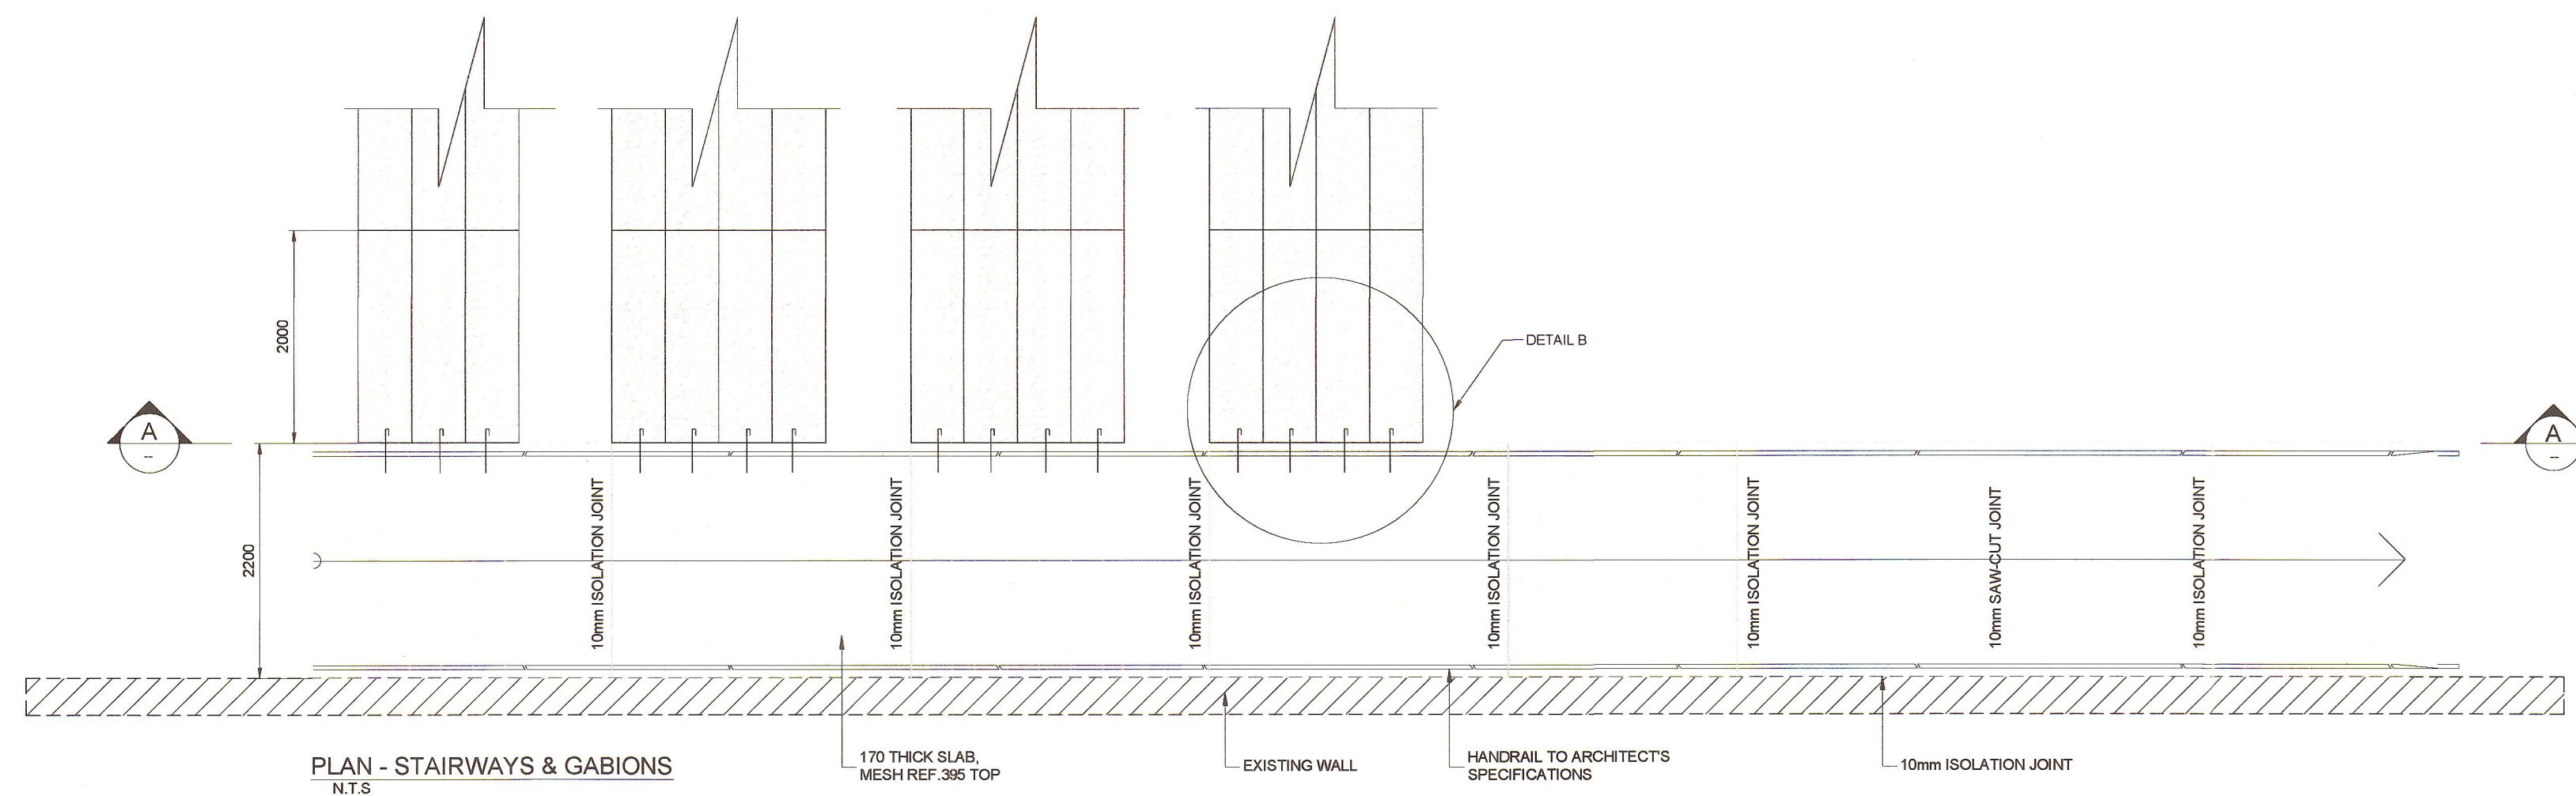 DETAIL B
2000
A
--
A
--
2200
10mm ISOLATION JOINT
10mm ISOLATION JOINT
10mm ISOLATION JOINT
10mm ISOLATION JOINT
10mm ISOLATION JOINT
10mm SAW-CUT JOINT
10mm ISOLATION JOINT
170 THICK SLAB,
MESH REF.395 TOP
EXISTING WALL
HANDRAIL TO ARCHITECT'S
SPECIFICATIONS
10mm ISOLATION JOINT
PLAN - STAIRWAYS & GABIONS
N.T.S